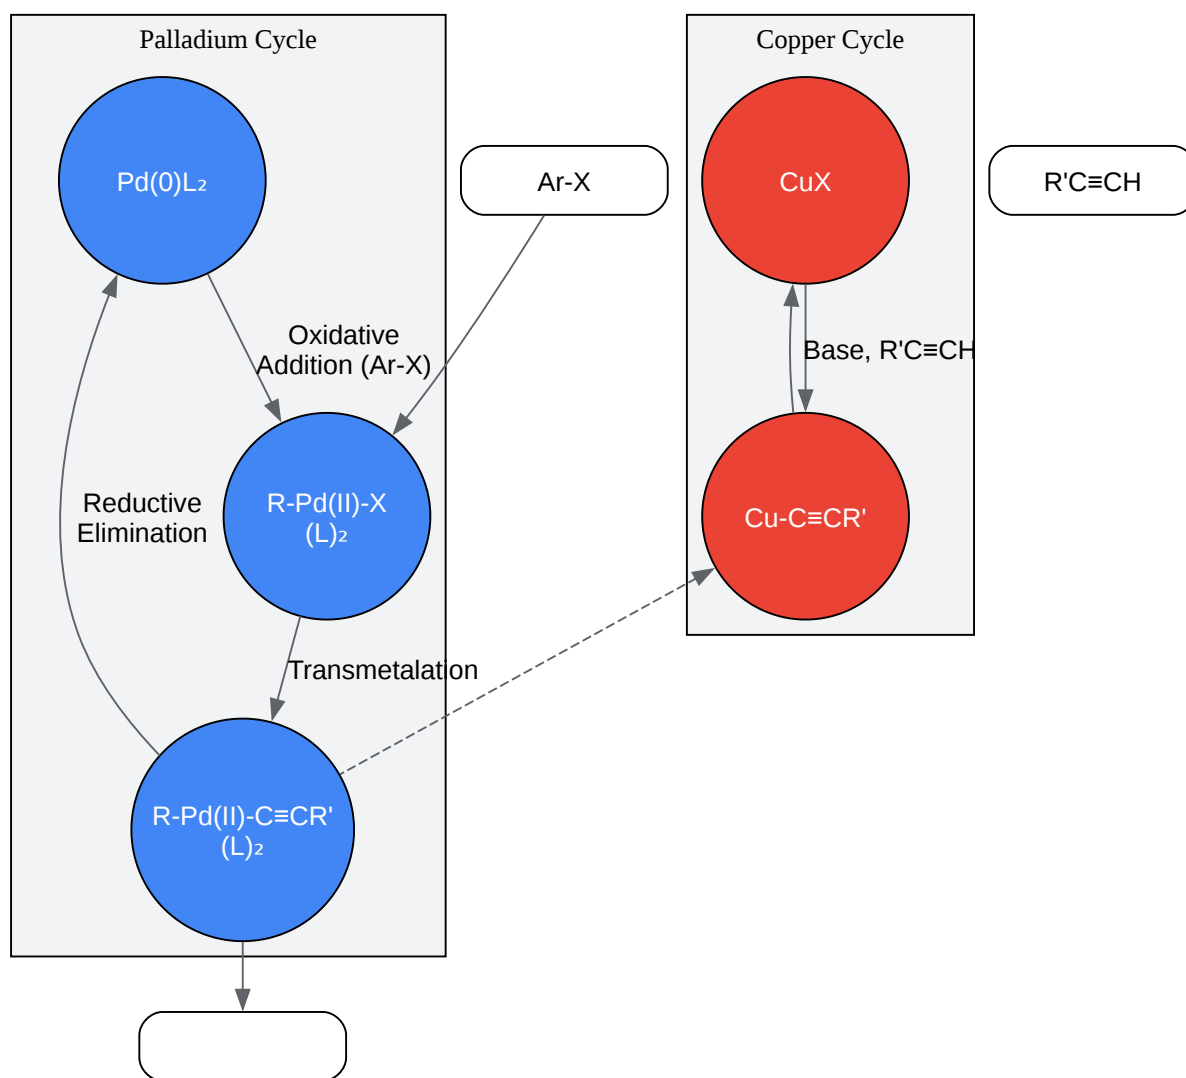 Palladium Cycle
Copper Cycle
Pd(0)L₂
Ar-X
CuX
R'C≡CH
Oxidative
Addition (Ar-X)
Base, R'C≡CH
Reductive
Elimination
R-Pd(II)-X
(L)₂
Cu-C≡CR'
Transmetalation
R-Pd(II)-C≡CR'
(L)₂